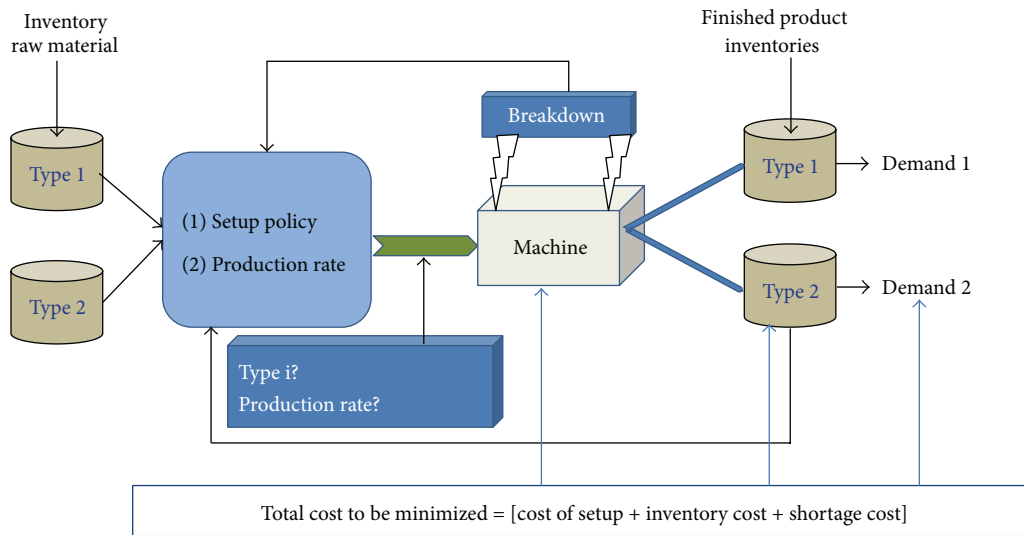 Inventory
raw material
Finished product
inventories
Breakdown
Type 1
Type 1
Demand 1
(1) Setup policy
Machine
(2) Production rate
Type 2
Type 2
Demand 2
Type i?
Production rate?
Total cost to be minimized = [cost of setup + inventory cost + shortage cost]